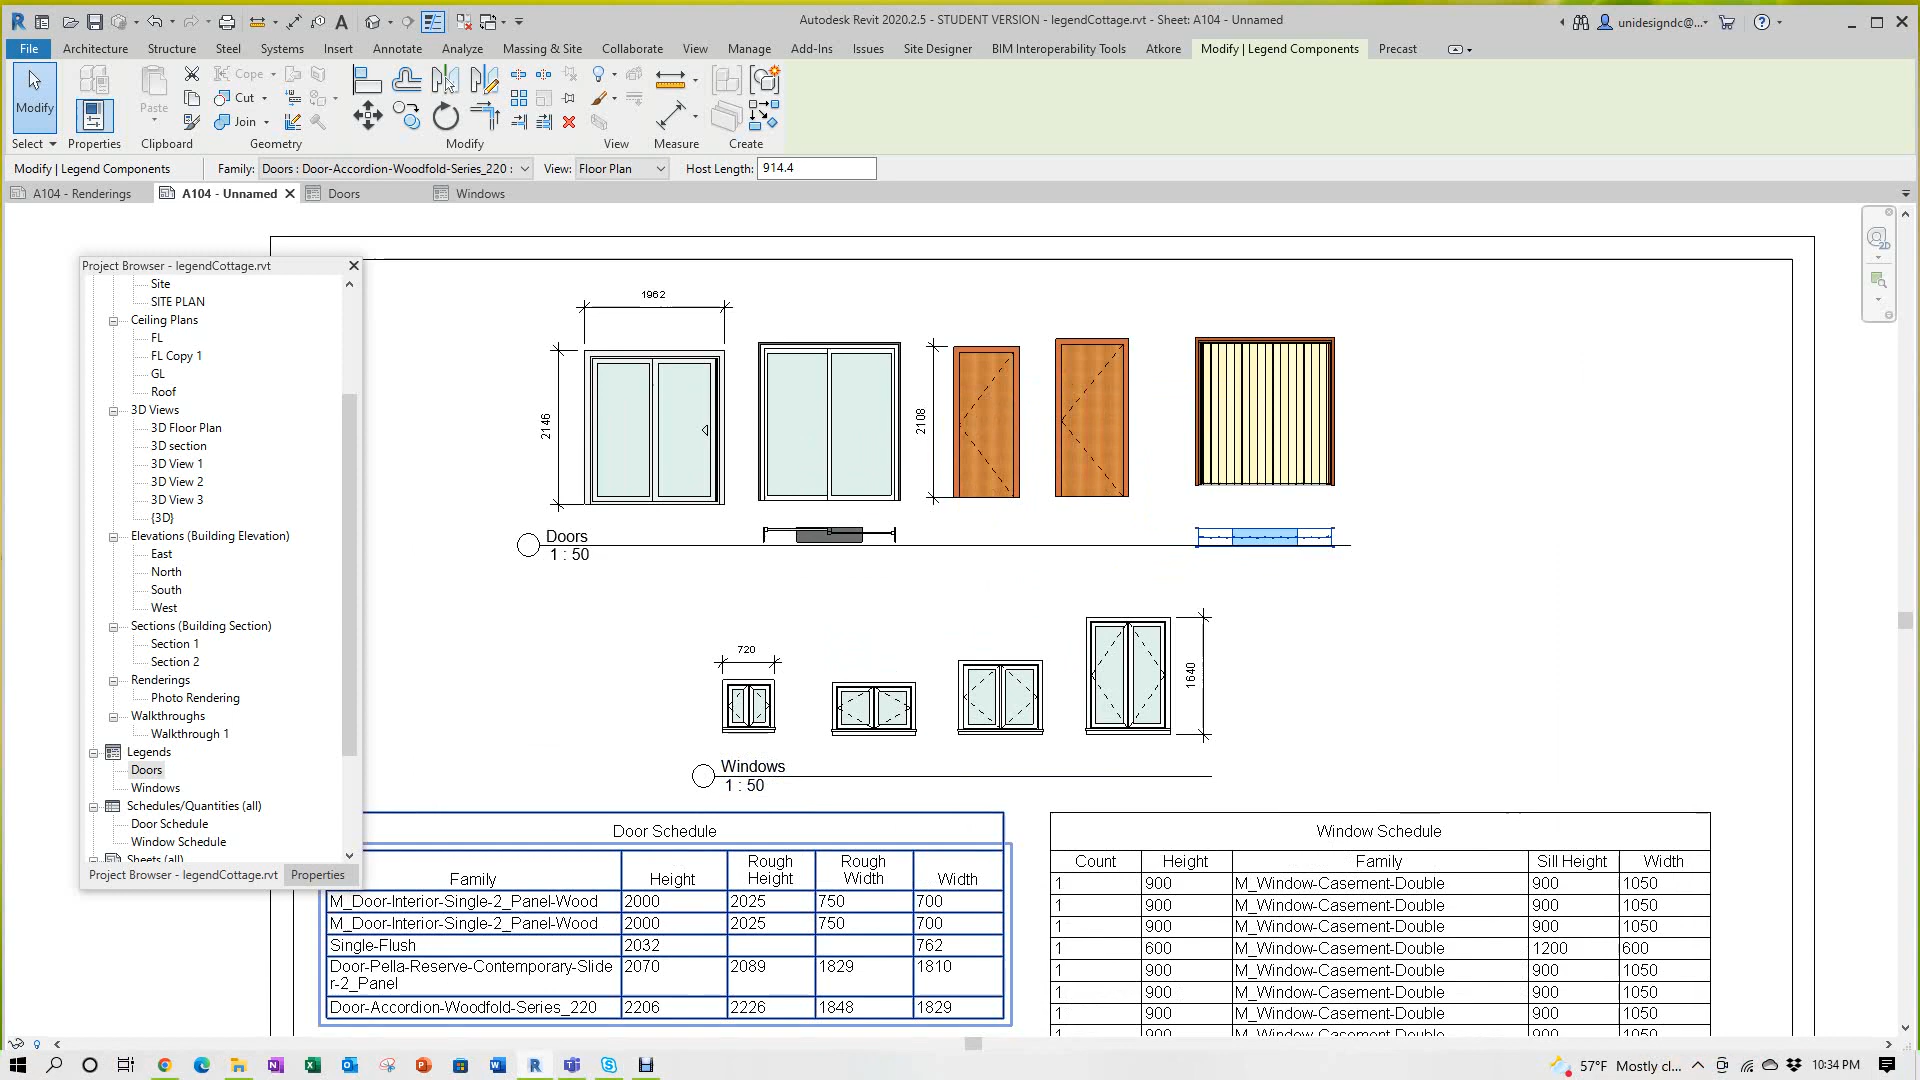 Autodesk Revit 2020.2.5 - STUDENT VERSION - legendCottage.rvt - Sheet: A104 - Unnamed
unidesigndc@...
File Architecture Structure Steel Systems Insert Annotate Analyze Massing & Site Collaborate View Manage Add-Ins Issues Site Designer BIM Interoperability Tools Atkore Modify | Legend Components Precast
Modify
Paste
Cope
Cut
Join
Select Properties Clipboard Geometry Modify View Measure Create
Modify | Legend Components Family: Doors : Door-Accordion-Woodfold-Series_220 : View: Floor Plan Host Length: 914.4
A104 - Renderings A104 - Unnamed Doors Windows
Project Browser - legendCottage.rvt
Site
SITE PLAN
Ceiling Plans
FL
FL Copy 1
GL
Roof
3D Views
3D Floor Plan
3D section
3D View 1
3D View 2
3D View 3
{3D}
Elevations (Building Elevation)
East
North
South
West
Sections (Building Section)
Section 1
Section 2
Renderings
Photo Rendering
Walkthroughs
Walkthrough 1
Legends
Doors
Windows
Schedules/Quantities (all)
Door Schedule
Window Schedule
Sheets (all)
Project Browser - legendCottage.rvt Properties
1962
2146
2108
Doors
1 : 50
720
1640
Windows
1 : 50
Door Schedule
Family Height Rough Height Rough Width Width
M_Door-Interior-Single-2_Panel-Wood 2000 2025 750 700
M_Door-Interior-Single-2_Panel-Wood 2000 2025 750 700
Single-Flush 2032 762
Door-Pella-Reserve-Contemporary-Slide
r-2_Panel 2070 2089 1829 1810
Door-Accordion-Woodfold-Series_220 2206 2226 1848 1829
Window Schedule
Count Height Family Sill Height Width
1 900 M_Window-Casement-Double 900 1050
1 900 M_Window-Casement-Double 900 1050
1 900 M_Window-Casement-Double 900 1050
1 600 M_Window-Casement-Double 1200 600
1 900 M_Window-Casement-Double 900 1050
1 900 M_Window-Casement-Double 900 1050
1 900 M_Window-Casement-Double 900 1050
1 900 M_Window-Casement-Double 900 1050
57°F Mostly cl... 10:34 PM